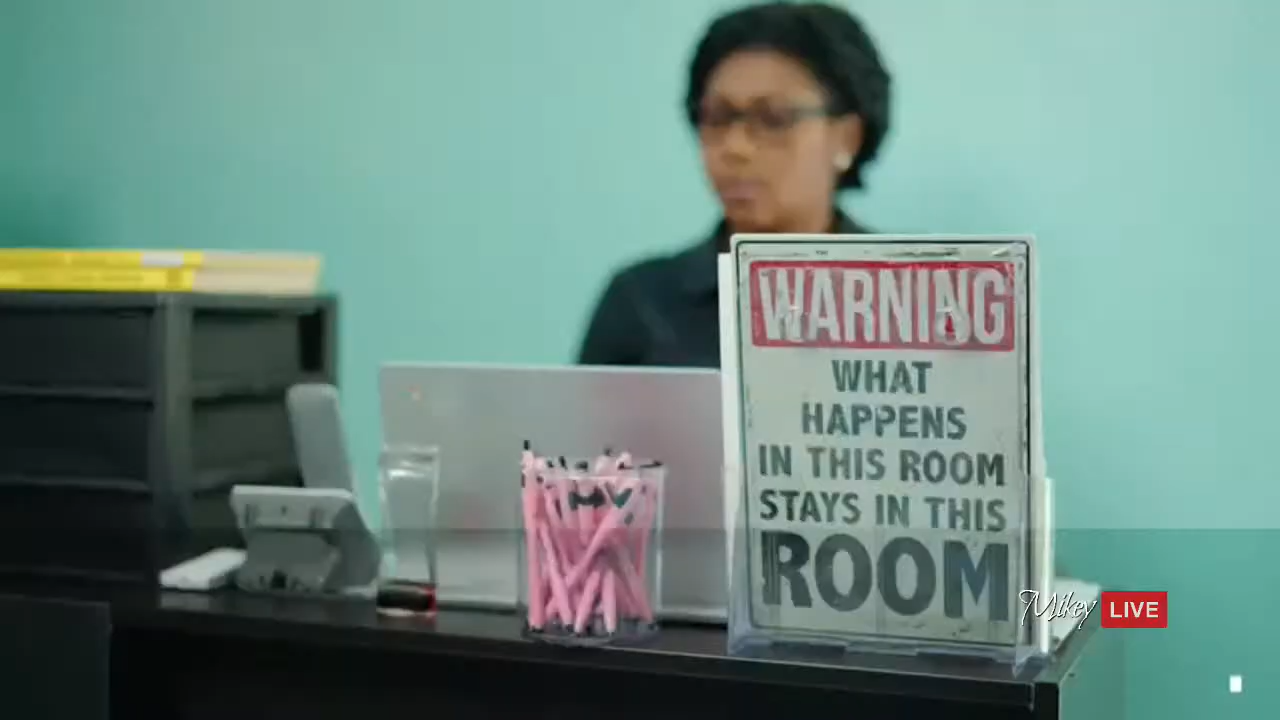 WARNING
WHAT
HAPPENS
IN THIS ROOM
STAYS IN THIS
ROOM
Mikey LIVE